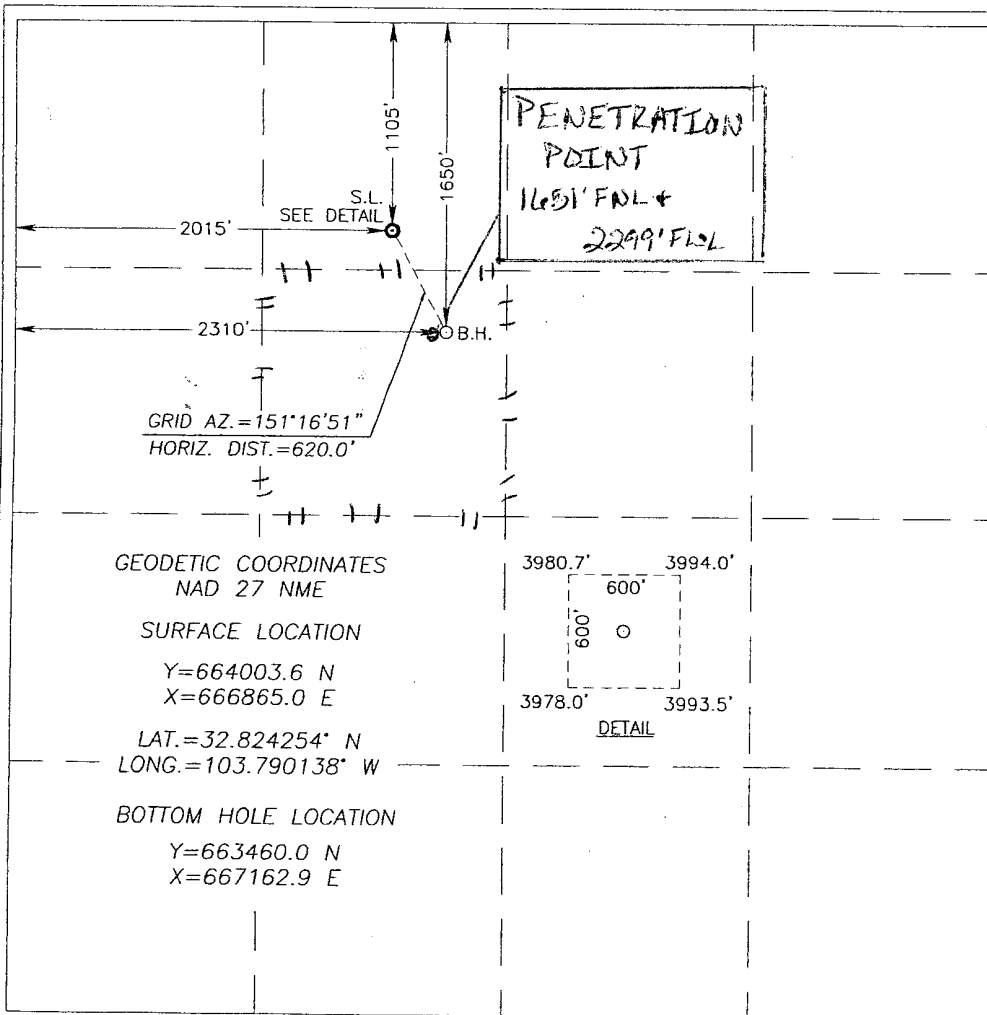 1105'
1650'
PENETRATION
POINT
1651' FNL +
2299' FWL
S.L.
SEE DETAIL
2015'
2310'
B.H.
GRID AZ.=151°16'51"
HORIZ. DIST.=620.0'
GEODETIC COORDINATES
NAD 27 NME
SURFACE LOCATION
Y=664003.6 N
X=666865.0 E
LAT.=32.824254° N
LONG.=103.790138° W
BOTTOM HOLE LOCATION
Y=663460.0 N
X=667162.9 E
3980.7' 3994.0'
600'
600'
3978.0' 3993.5'
DETAIL